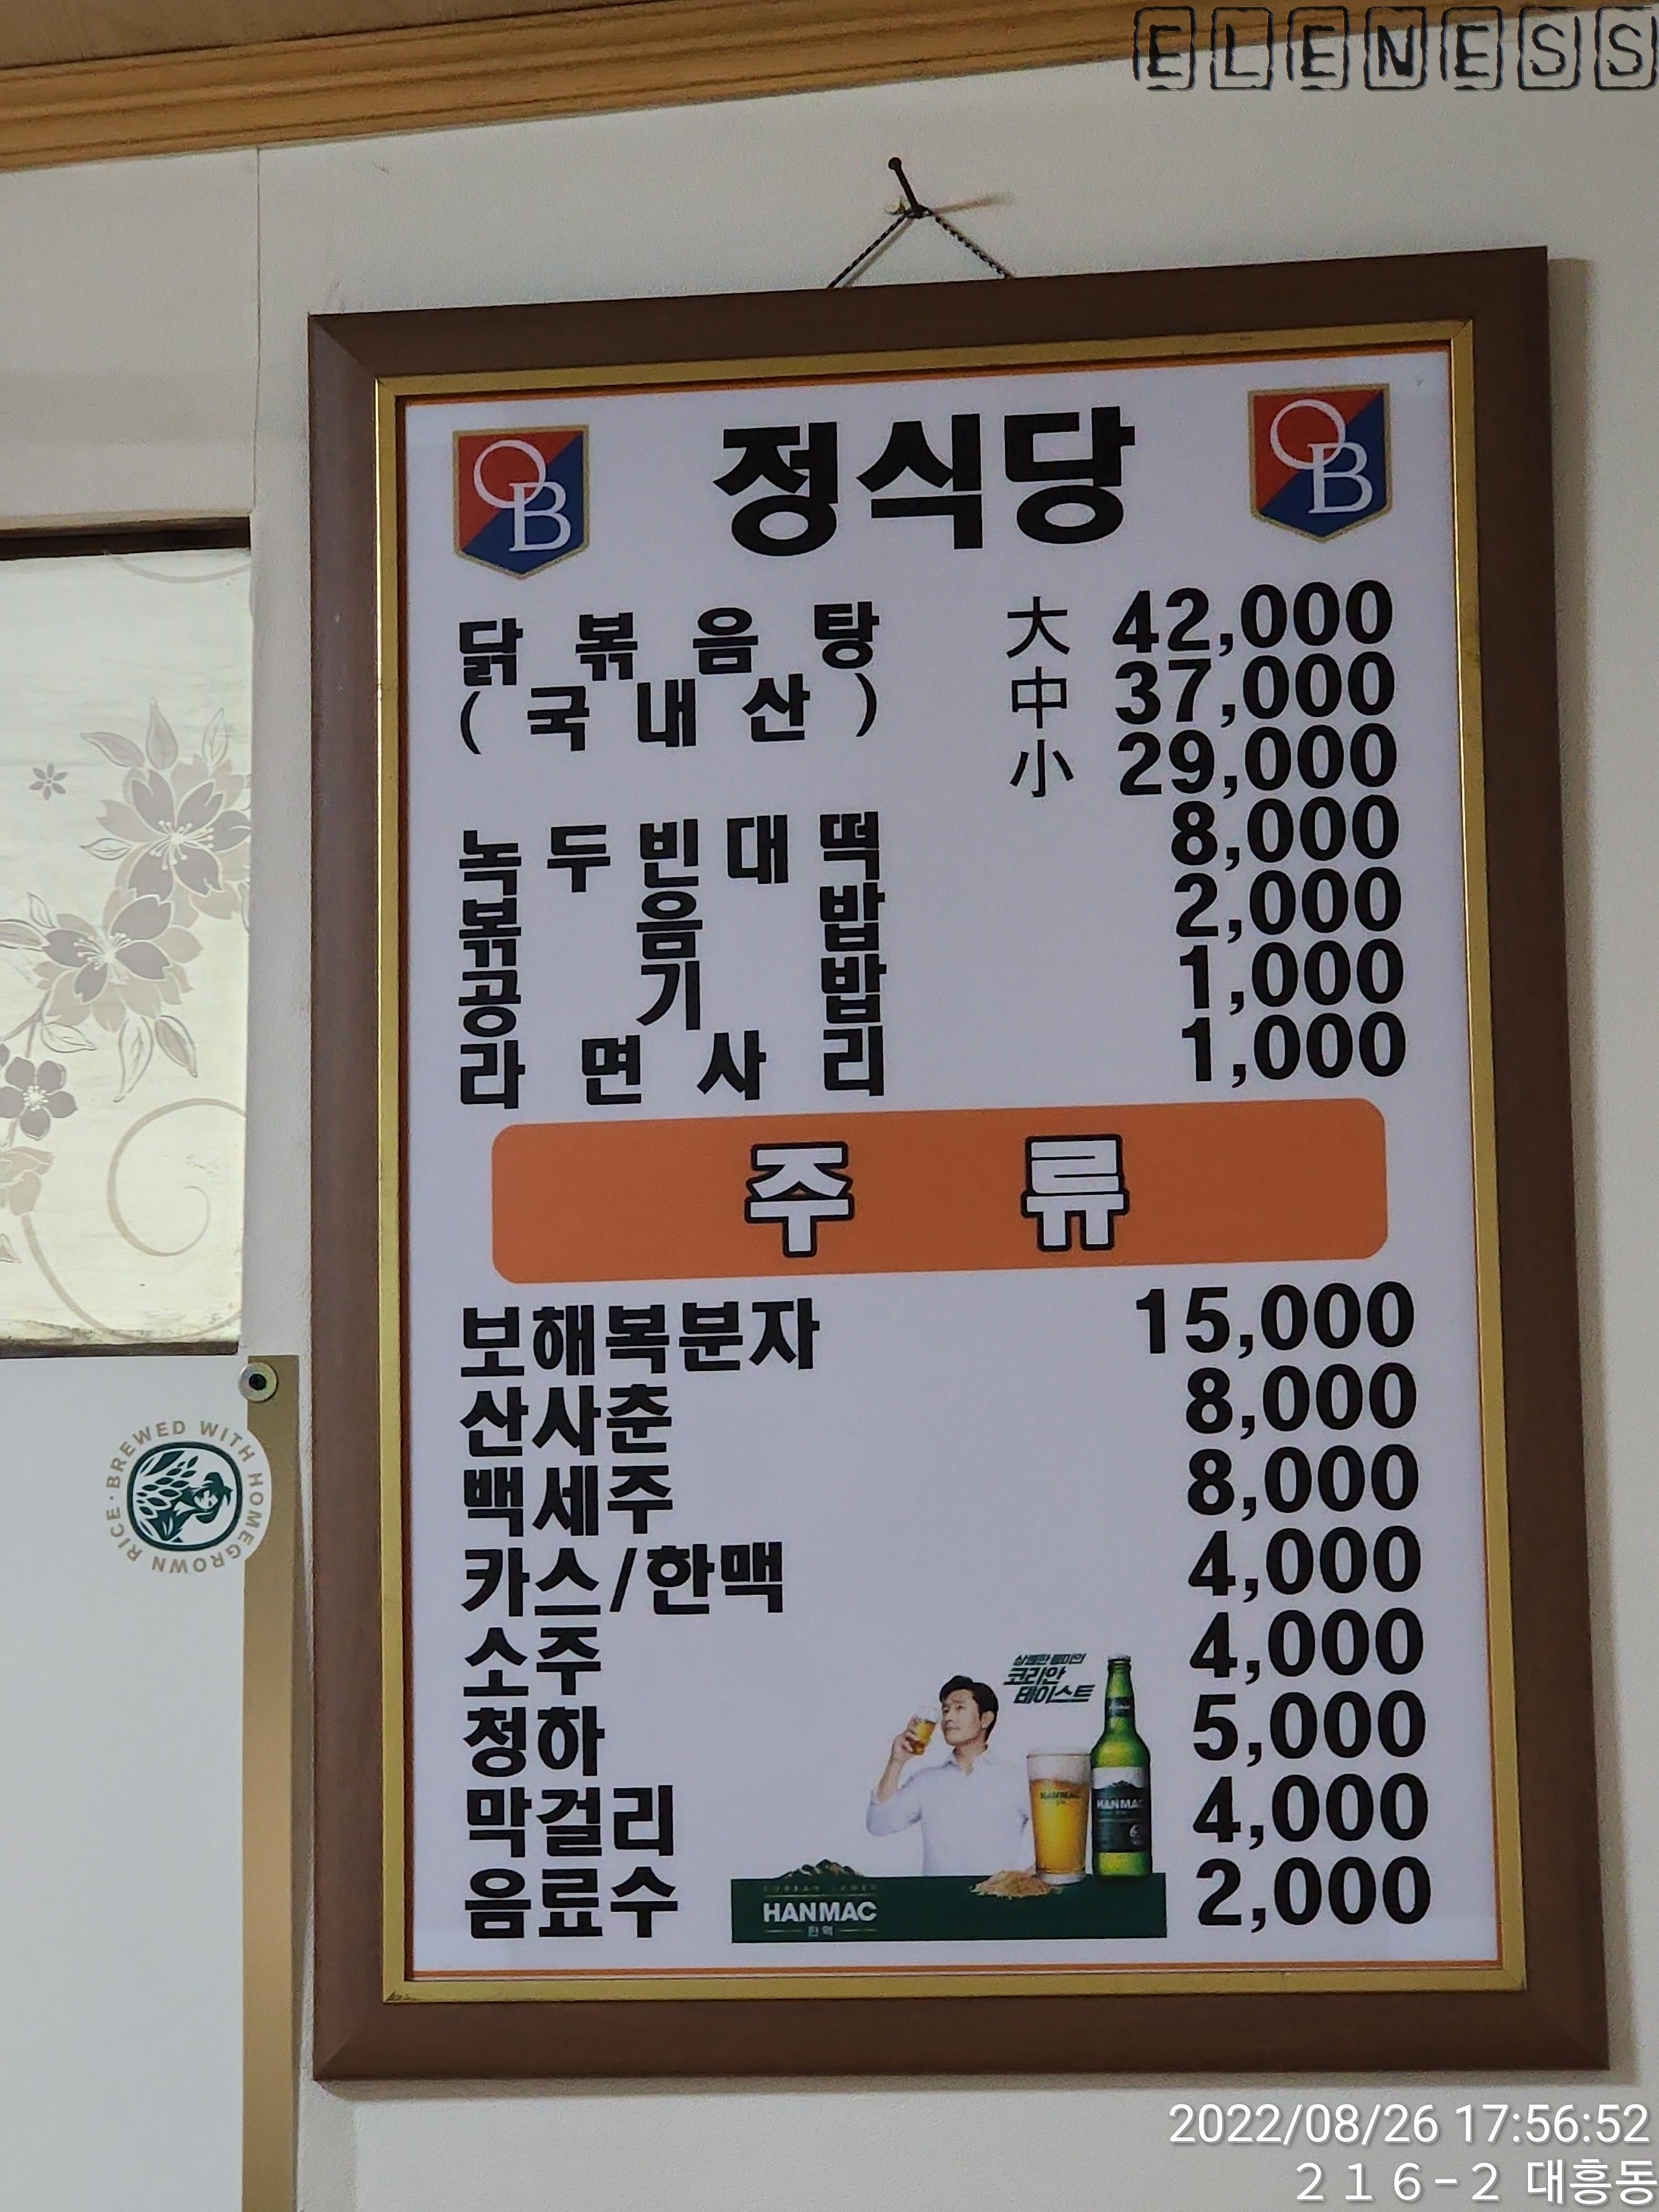 ELENESS
OB 정식당 OB
닭볶음탕 大 42,000
(국내산) 中 37,000
小 29,000
녹두빈대떡 8,000
볶음밥 2,000
공기밥 1,000
라면사리 1,000
주류
보해복분자 15,000
산사춘 8,000
백세주 8,000
카스/한맥 4,000
소주 4,000
청하 5,000
막걸리 4,000
음료수 2,000
코리안
테이스트
HANMAC
HANMAC
HANMAC
한맥
BREWED WITH HOMEGROWN RICE
2022/08/26 17:56:52
216-2 대흥동